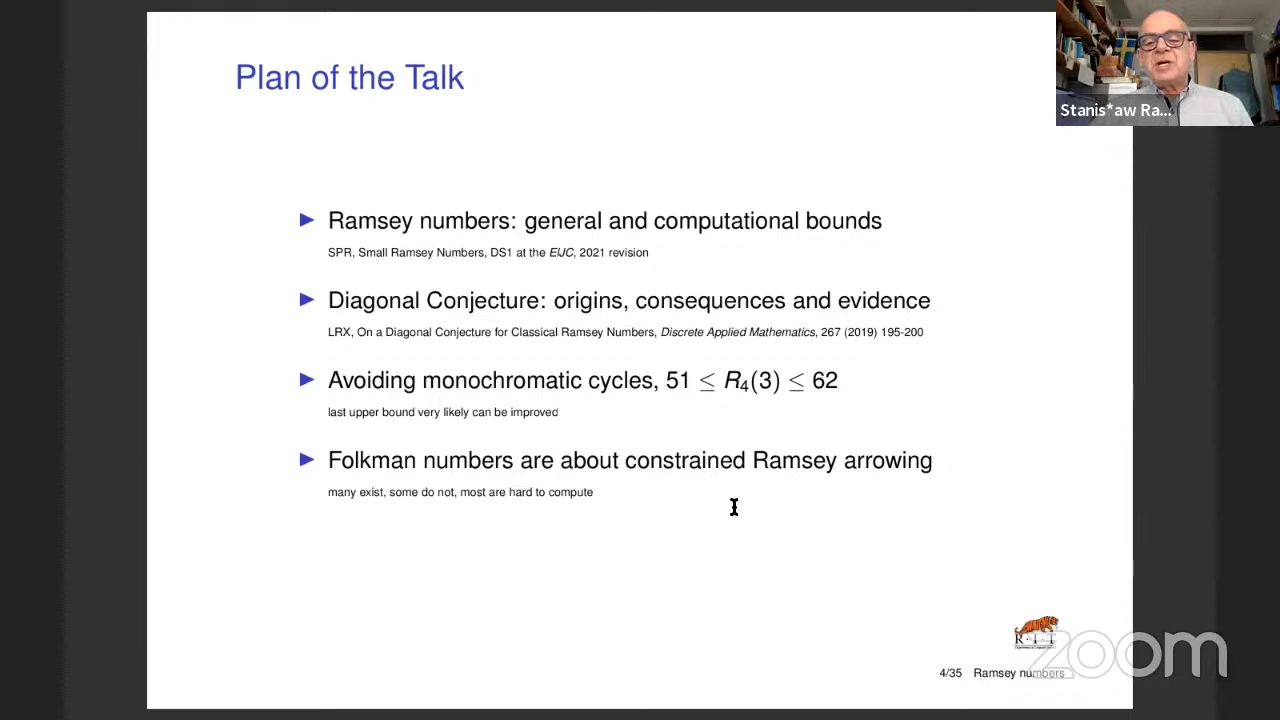 Plan of the Talk
Stanis*aw Ra...
▶ Ramsey numbers: general and computational bounds
SPR, Small Ramsey Numbers, DS1 at the ElJC, 2021 revision
▶ Diagonal Conjecture: origins, consequences and evidence
LRX, On a Diagonal Conjecture for Classical Ramsey Numbers, Discrete Applied Mathematics, 267 (2019) 195-200
▶ Avoiding monochromatic cycles, 51 ≤ R₄(3) ≤ 62
last upper bound very likely can be improved
▶ Folkman numbers are about constrained Ramsey arrowing
many exist, some do not, most are hard to compute
R·I·T
zoom
4/35 Ramsey numbers